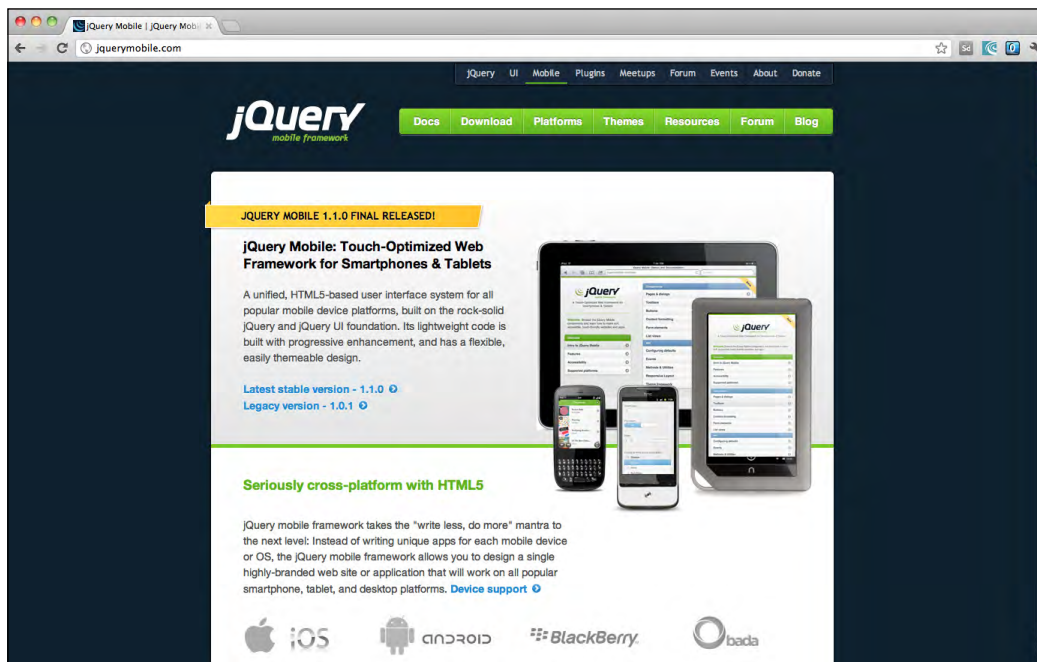 jQuery Mobile | jQuery Mobi
jquerymobile.com
jQuery UI Mobile Plugins Meetups Forum Events About Donate
jQuery
mobile framework
Docs Download Platforms Themes Resources Forum Blog
JQUERY MOBILE 1.1.0 FINAL RELEASED!
jQuery Mobile: Touch-Optimized Web
Framework for Smartphones & Tablets
A unified, HTML5-based user interface system for all
popular mobile device platforms, built on the rock-solid
jQuery and jQuery UI foundation. Its lightweight code is
built with progressive enhancement, and has a flexible,
easily themeable design.
Latest stable version - 1.1.0
Legacy version - 1.0.1
jQuery
jQuery
Seriously cross-platform with HTML5
jQuery mobile framework takes the "write less, do more" mantra to
the next level: Instead of writing unique apps for each mobile device
or OS, the jQuery mobile framework allows you to design a single
highly-branded web site or application that will work on all popular
smartphone, tablet, and desktop platforms. Device support
iOS android BlackBerry. bada